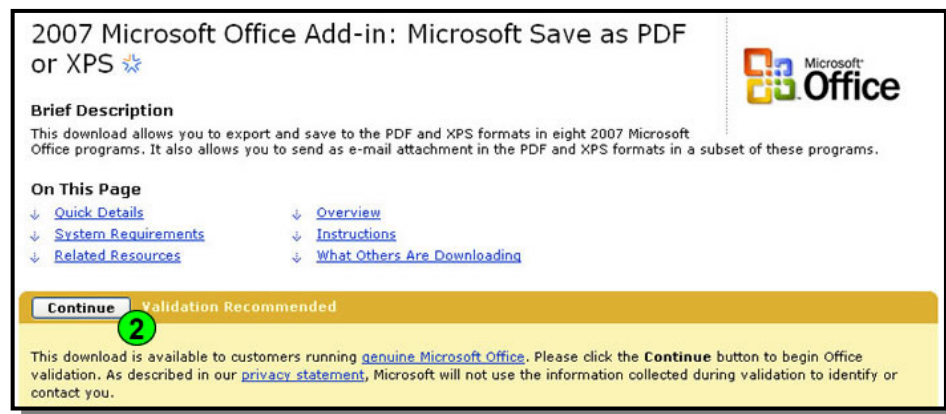 2007 Microsoft Office Add-in: Microsoft Save as PDF
or XPS
Microsoft
Office
Brief Description
This download allows you to export and save to the PDF and XPS formats in eight 2007 Microsoft
Office programs. It also allows you to send as e-mail attachment in the PDF and XPS formats in a subset of these programs.
On This Page
Quick Details
Overview
System Requirements
Instructions
Related Resources
What Others Are Downloading
Continue Validation Recommended
2
This download is available to customers running genuine Microsoft Office. Please click the Continue button to begin Office
validation. As described in our privacy statement, Microsoft will not use the information collected during validation to identify or
contact you.